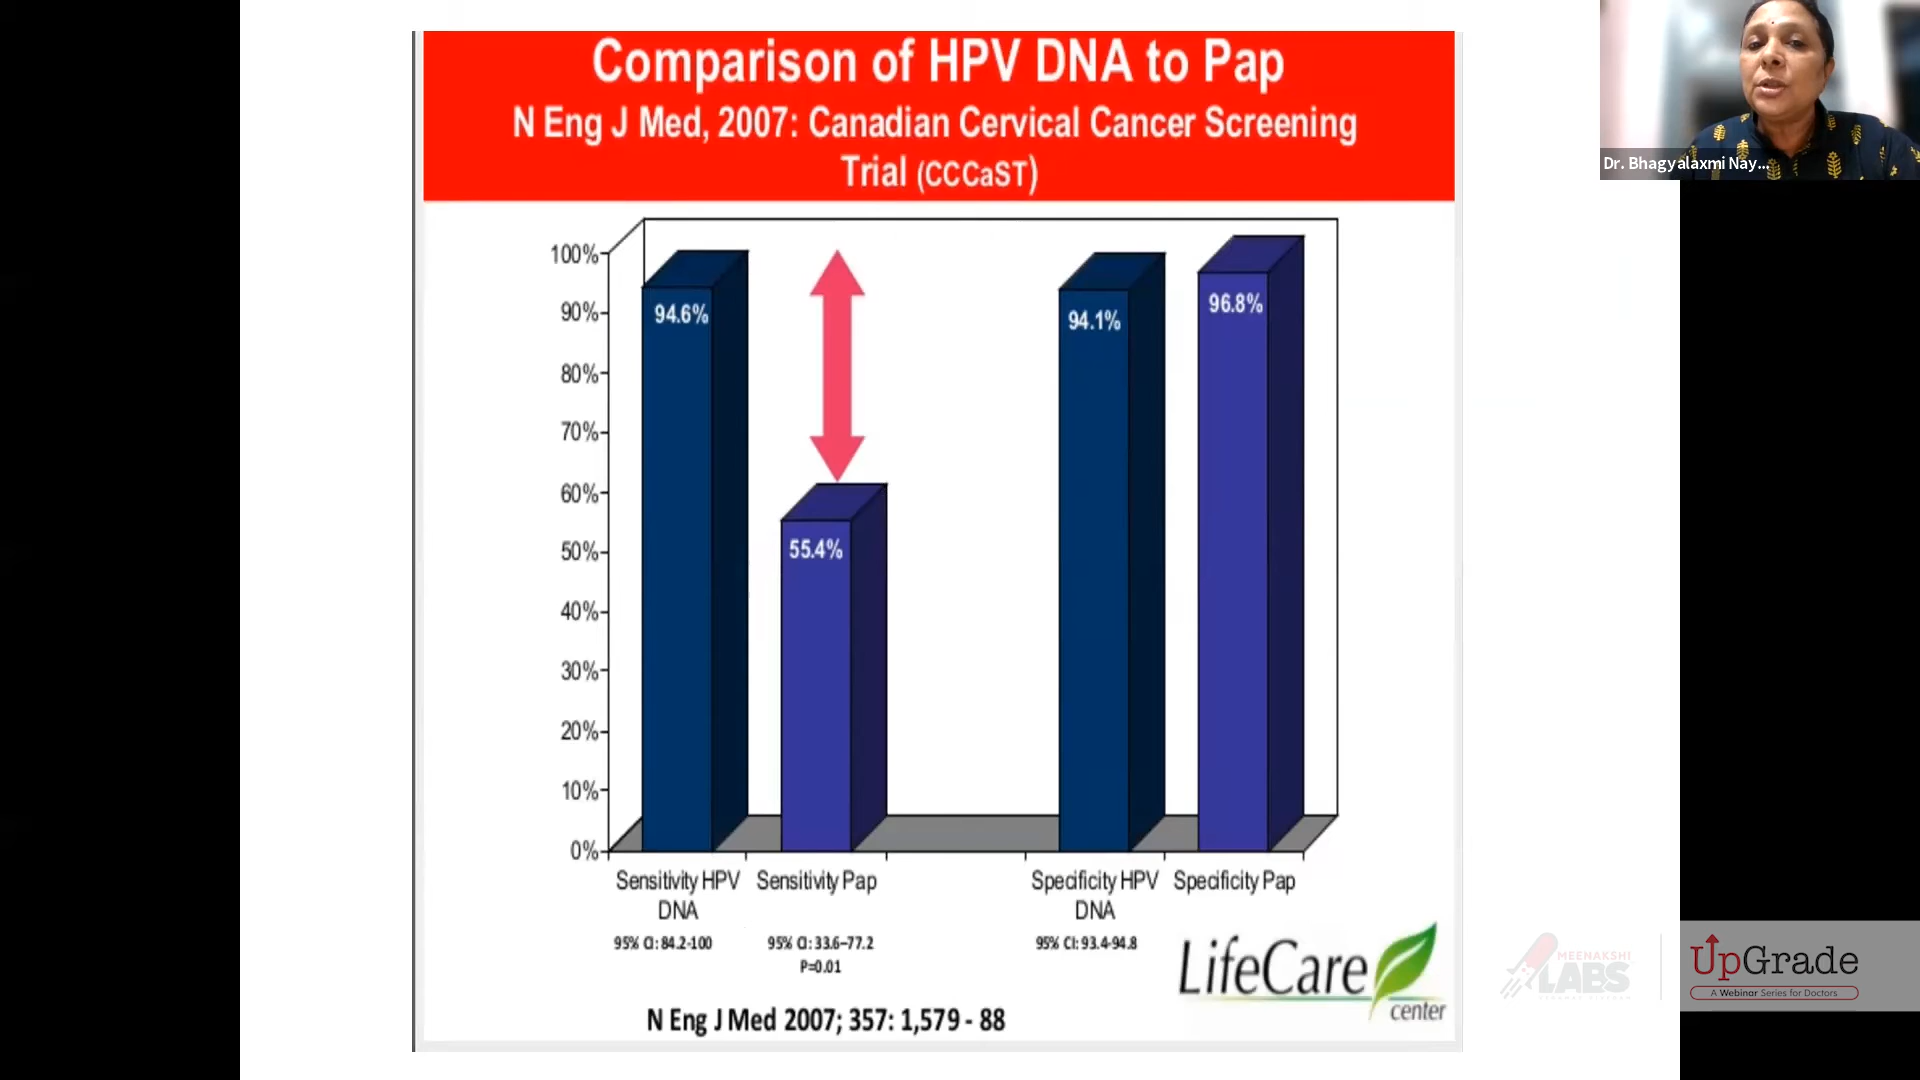 Comparison of HPV DNA to Pap
N Eng J Med, 2007: Canadian Cervical Cancer Screening
Trial (CCCaST)
Dr. Bhagyalaxmi Nay...
100%
90%
80%
70%
60%
50%
40%
30%
20%
10%
0%
94.6%
55.4%
94.1%
96.8%
Sensitivity HPV
DNA
Sensitivity Pap
Specificity HPV
DNA
Specificity Pap
95% CI: 84.2-100
95% CI: 33.6–77.2
P=0.01
95% CI: 93.4-94.8
N Eng J Med 2007; 357: 1,579 - 88
LifeCare
center
MEENAKSHI
LABS
UpGrade
A Webinar Series for Doctors